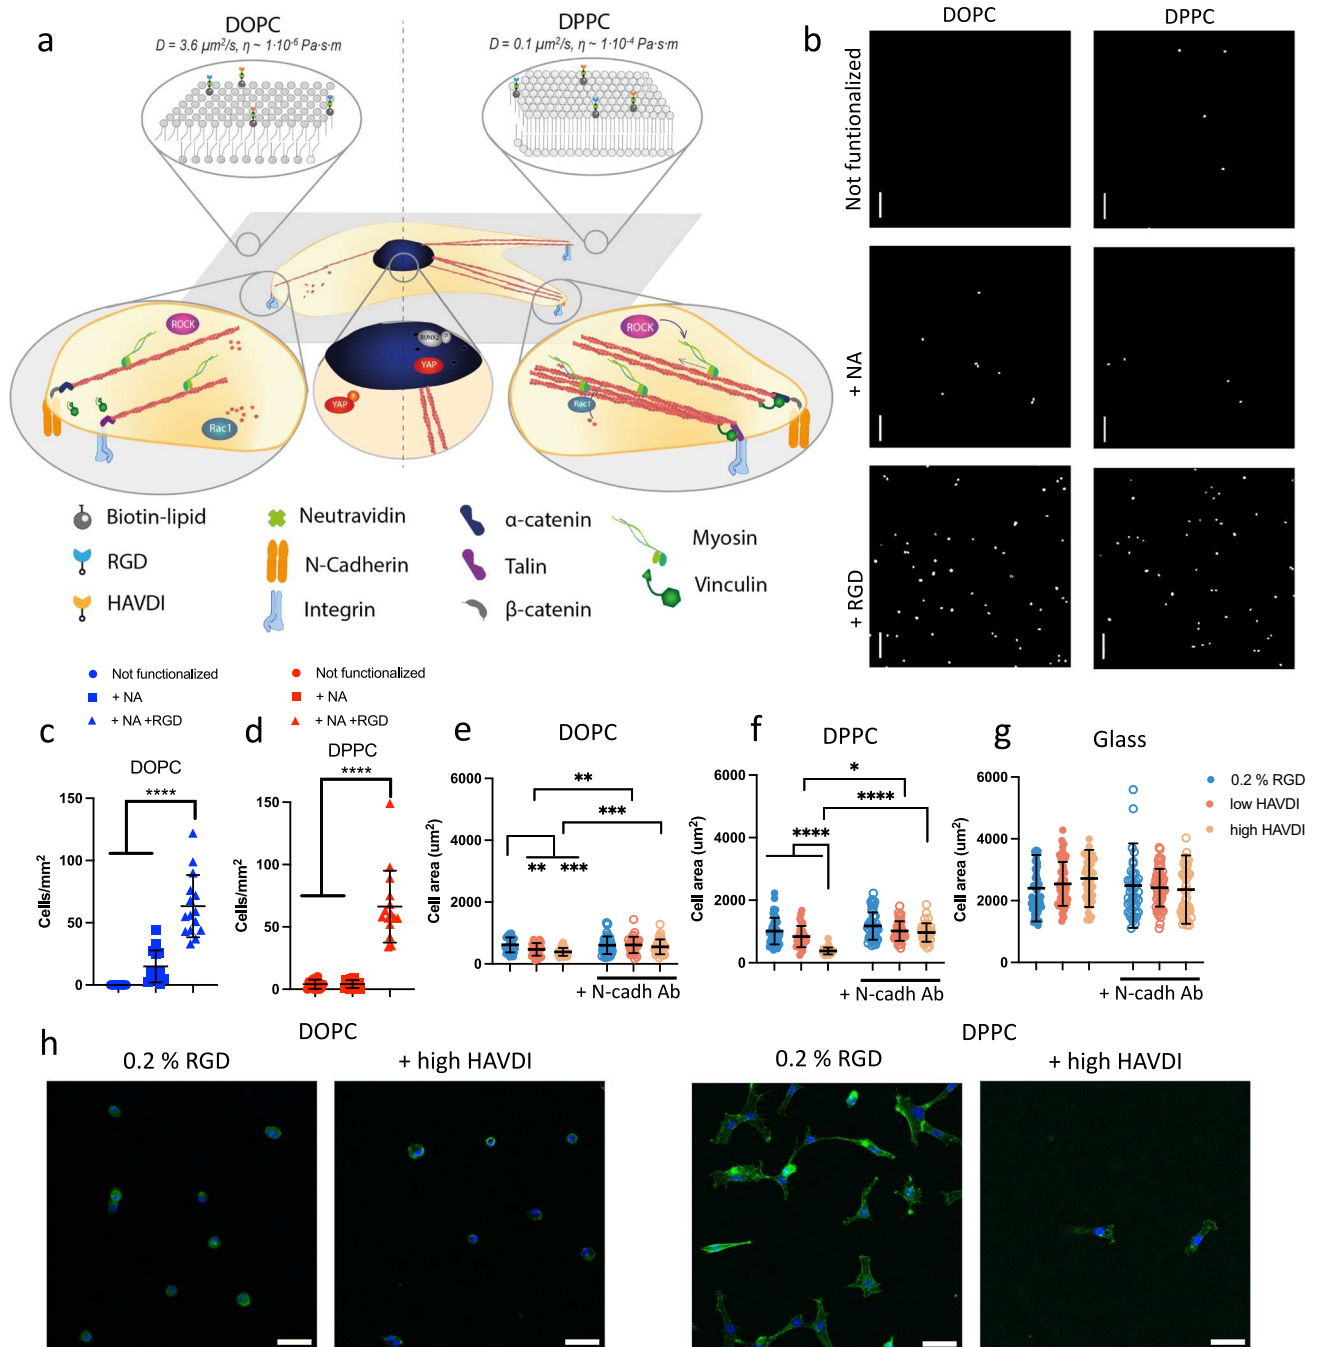 a
DOPC
D = 3.6 µm²/s, η ~ 1·10⁻⁶ Pa·s·m
DPPC
D = 0.1 µm²/s, η ~ 1·10⁻⁴ Pa·s·m
ROCK
Rac1
RUNX2
P
YAP
YAP
P
ROCK
Rac1
Biotin-lipid
RGD
HAVDI
Neutravidin
N-Cadherin
Integrin
α-catenin
Talin
β-catenin
Myosin
Vinculin
b
DOPC
DPPC
Not funtionalized
+ NA
+ RGD
Not functionalized
+ NA
+ NA +RGD
Not functionalized
+ NA
+ NA +RGD
c
DOPC
****
Cells/mm²
150
100
50
0
d
DPPC
****
Cells/mm²
150
100
50
0
e
DOPC
Cell area (um²)
6000
4000
2000
0
**
***
** ***
+ N-cadh Ab
f
DPPC
Cell area (um²)
6000
4000
2000
0
*
****
****
+ N-cadh Ab
g
Glass
Cell area (um²)
6000
4000
2000
0
+ N-cadh Ab
0.2 % RGD
low HAVDI
high HAVDI
h
DOPC
0.2 % RGD
+ high HAVDI
DPPC
0.2 % RGD
+ high HAVDI